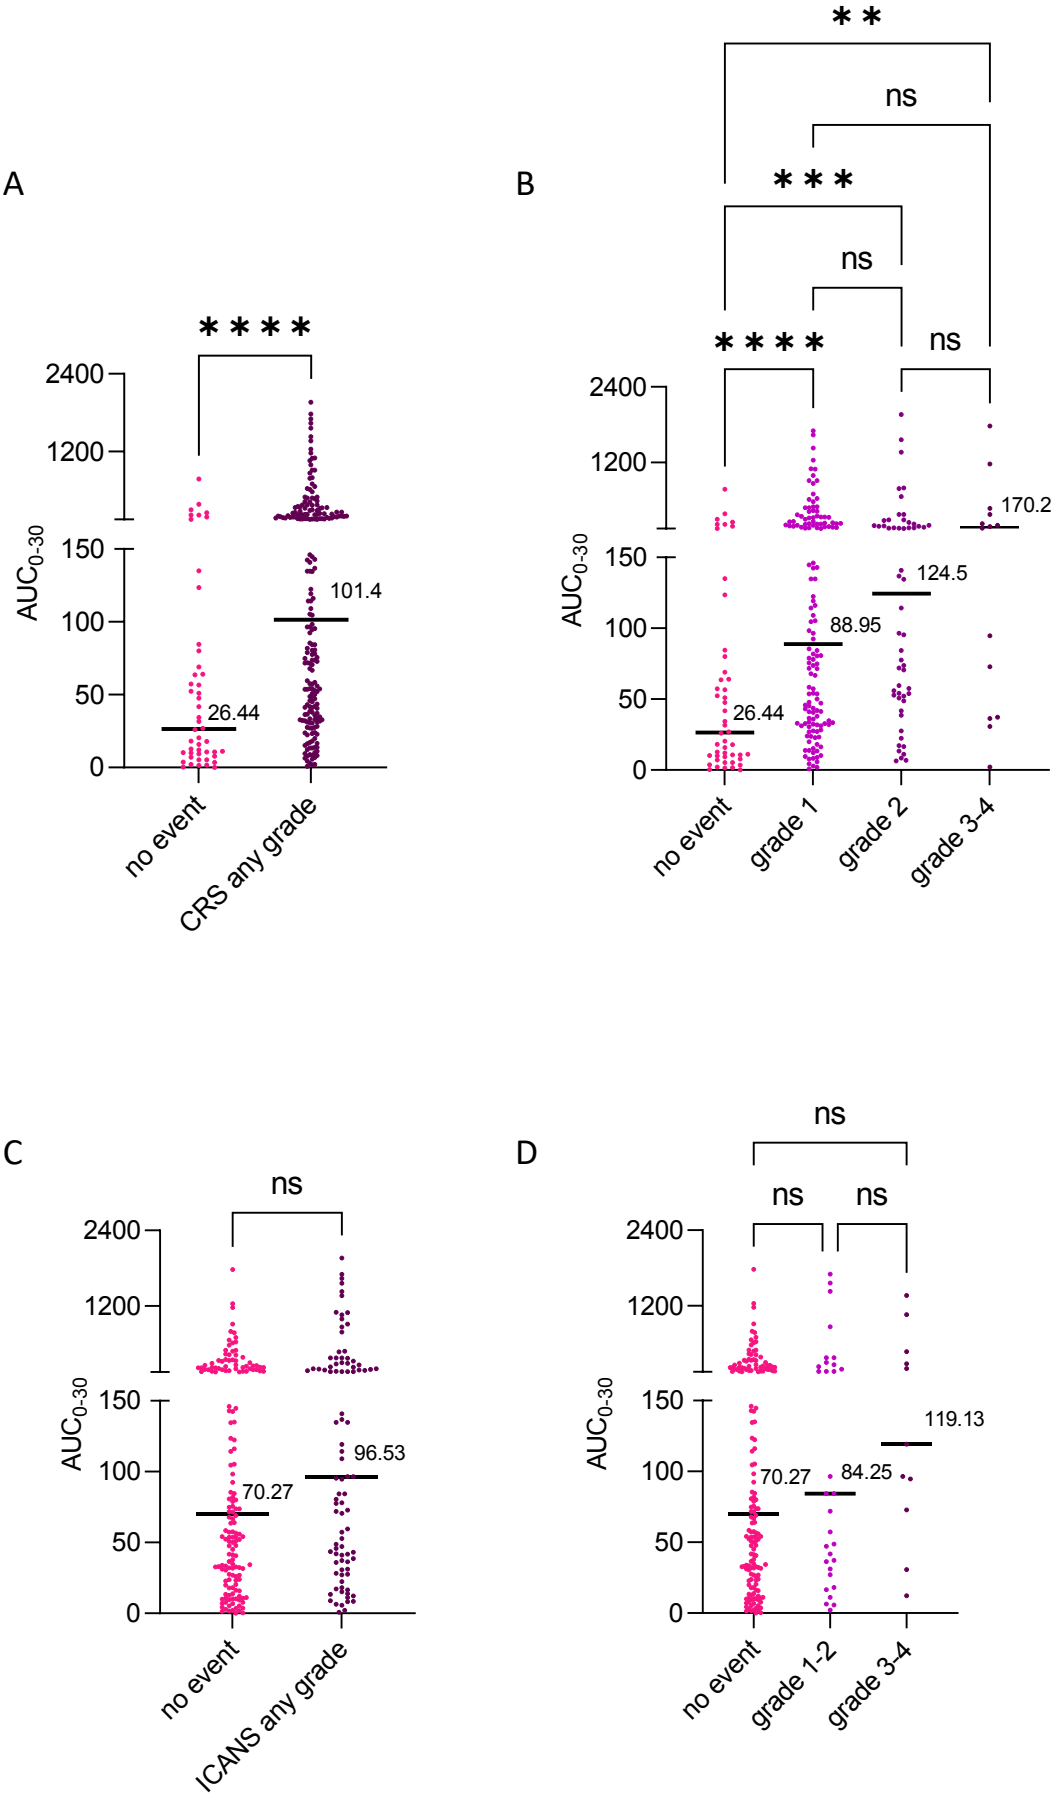 A
****
2400
1200
150
100
50
0
AUC0-30
101.4
26.44
no event
CRS any grade
B
**
ns
***
ns
****
ns
2400
1200
150
100
50
0
AUC0-30
170.2
124.5
88.95
26.44
no event
grade 1
grade 2
grade 3-4
C
ns
2400
1200
150
100
50
0
AUC0-30
96.53
70.27
no event
ICANS any grade
D
ns
ns
ns
2400
1200
150
100
50
0
AUC0-30
119.13
84.25
70.27
no event
grade 1-2
grade 3-4